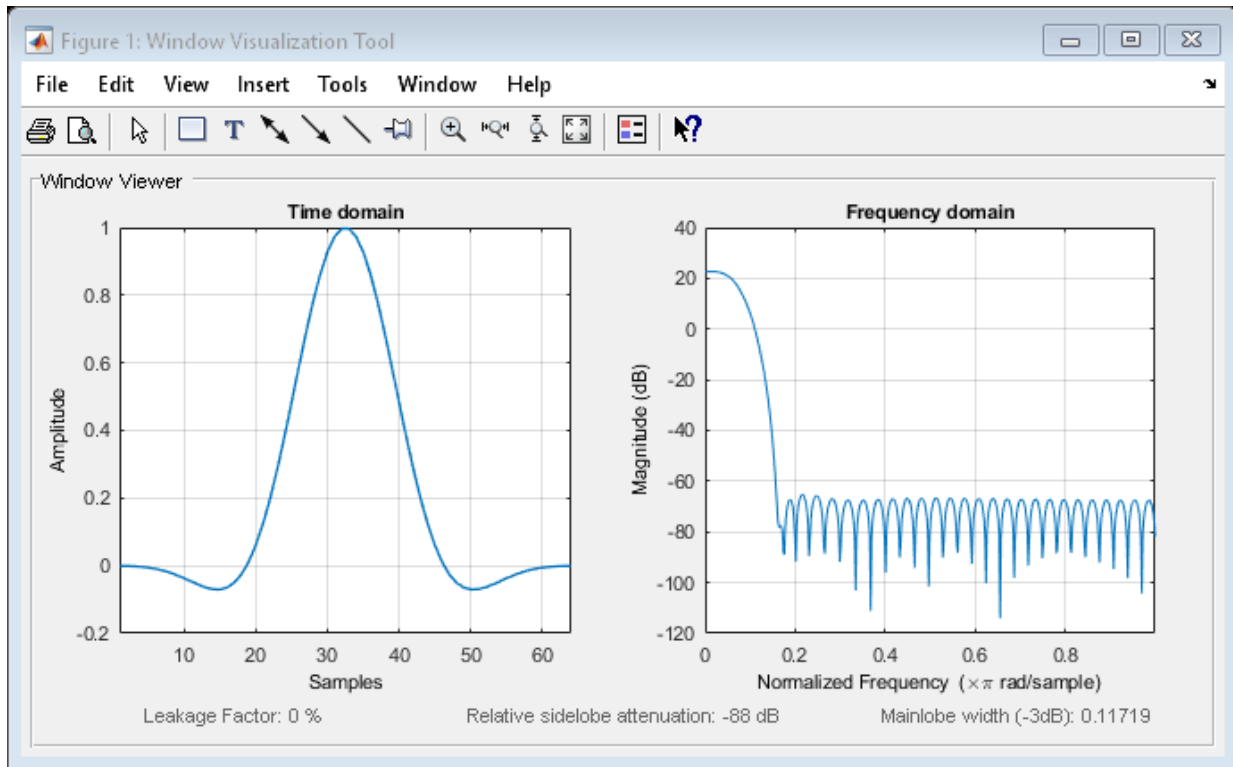 Figure 1: Window Visualization Tool
File Edit View Insert Tools Window Help
T
?
Window Viewer
Time domain
1
0.8
0.6
0.4
0.2
0
-0.2
Amplitude
10 20 30 40 50 60
Samples
Frequency domain
40
20
0
-20
-40
-60
-80
-100
-120
Magnitude (dB)
0 0.2 0.4 0.6 0.8
Normalized Frequency (×π rad/sample)
Leakage Factor: 0 % Relative sidelobe attenuation: -88 dB Mainlobe width (-3dB): 0.11719